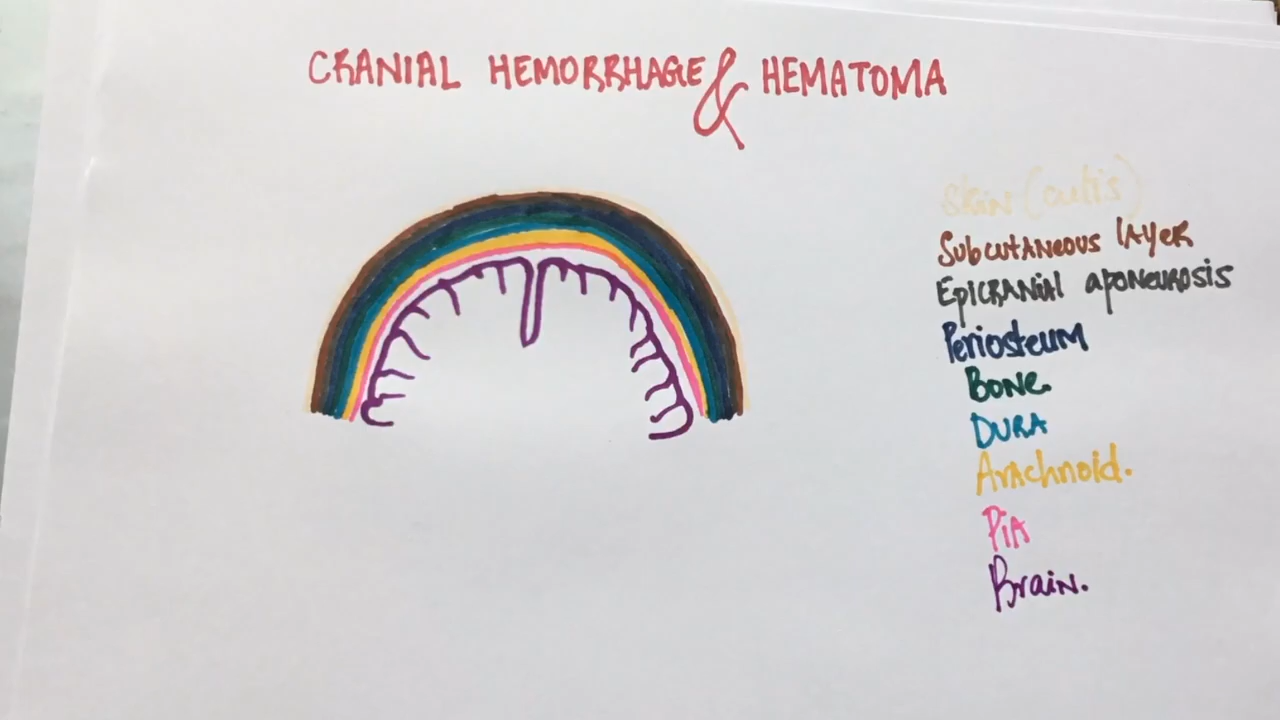 CRANIAL HEMORRHAGE & HEMATOMA
Skin (cutis)
Subcutaneous layer
Epicranial aponeurosis
Periosteum
Bone.
DURA
Arachnoid.
PiA
Brain.